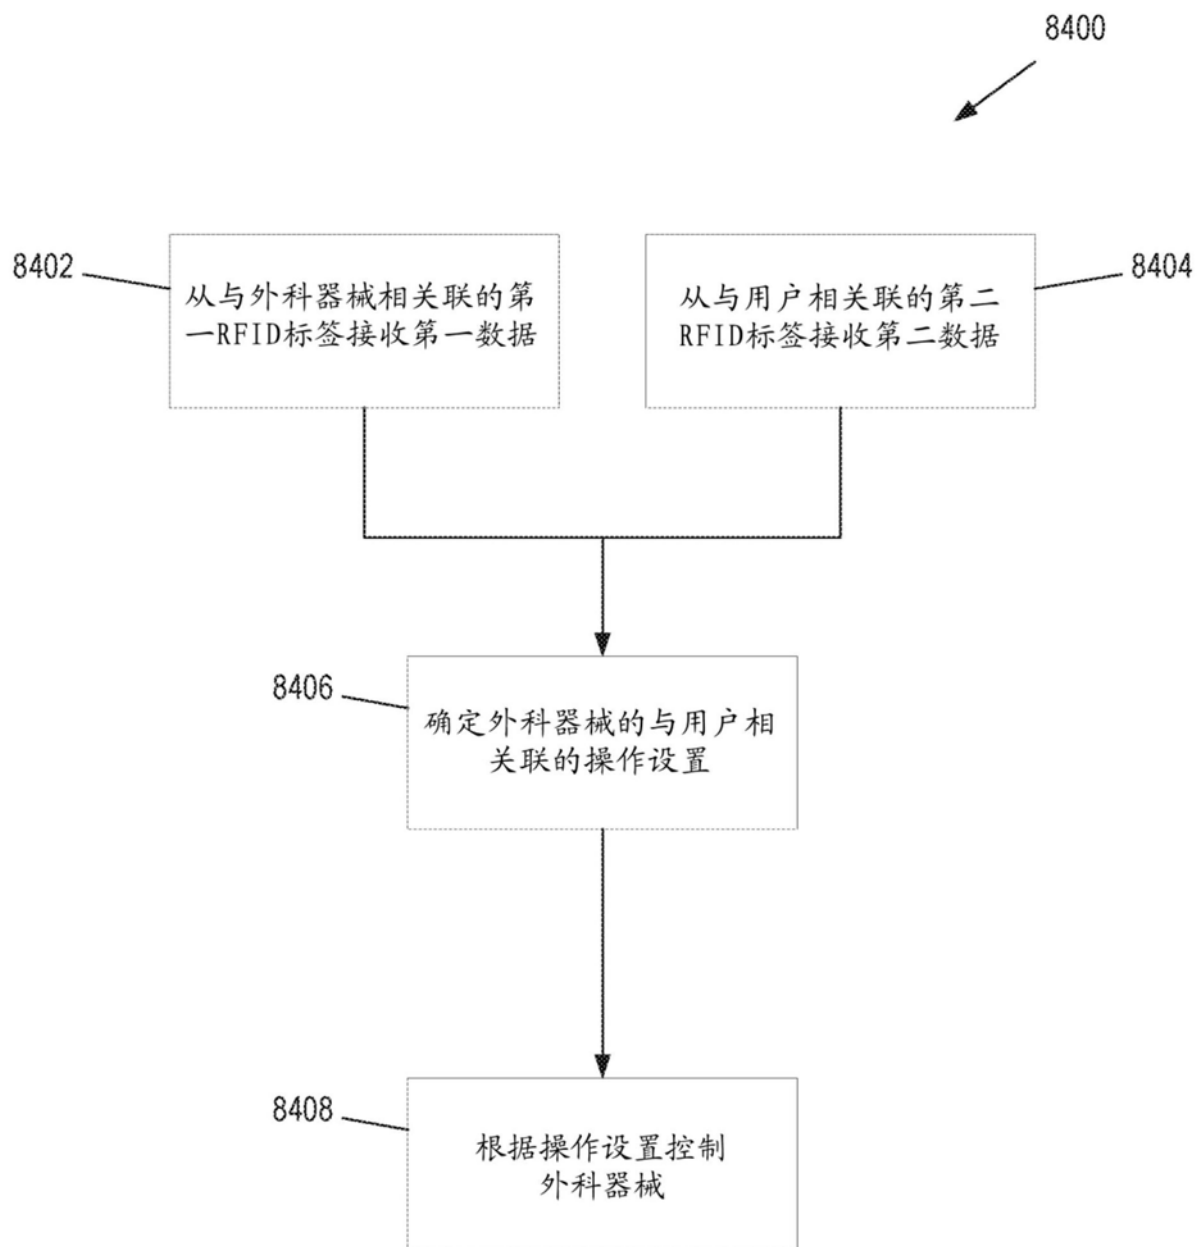 8400
8402
从与外科器械相关联的第
一RFID标签接收第一数据
从与用户相关联的第二
RFID标签接收第二数据
8404
8406
确定外科器械的与用户相
关联的操作设置
8408
根据操作设置控制
外科器械